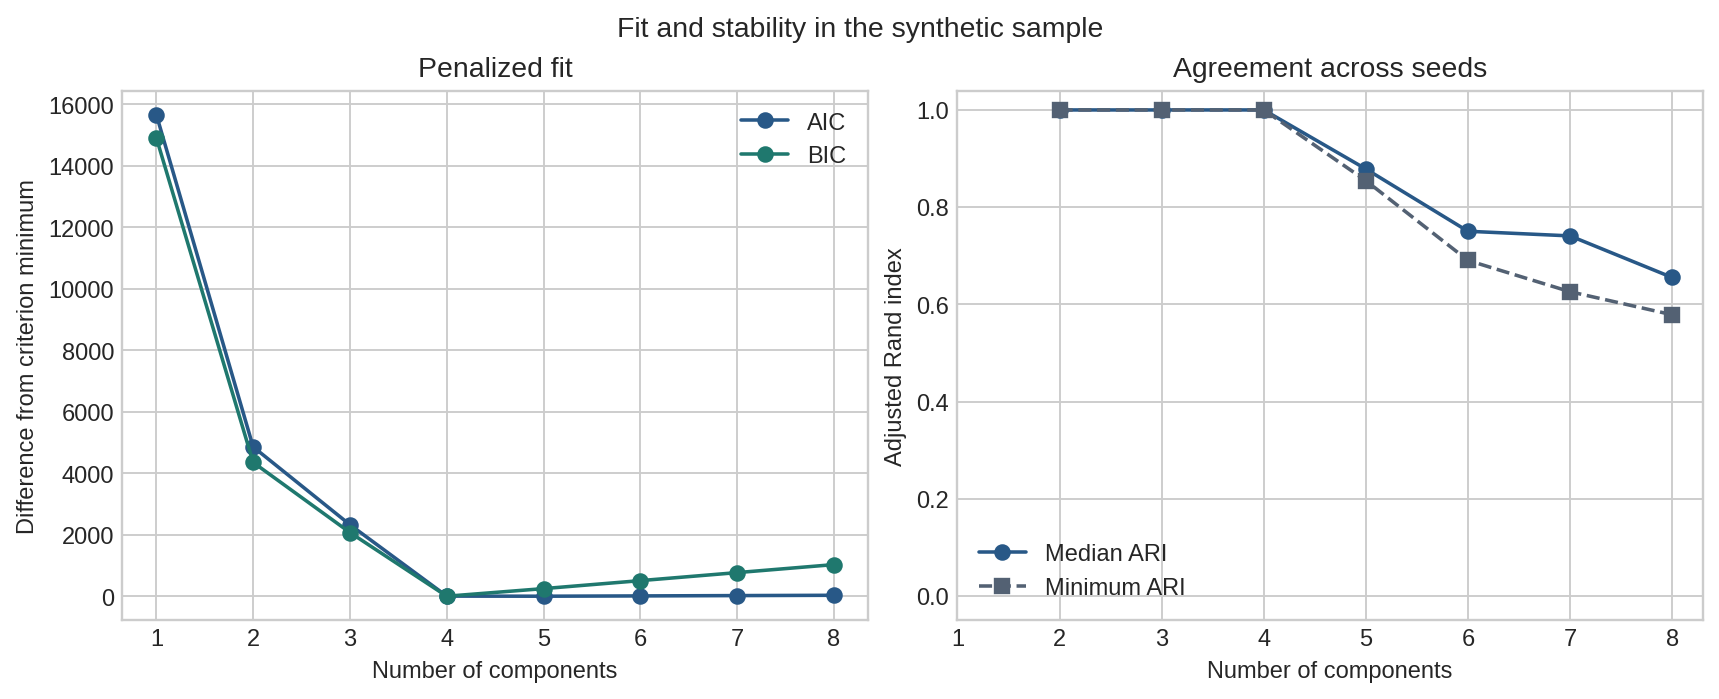 Fit and stability in the synthetic sample
Penalized fit
Difference from criterion minimum
16000
14000
12000
10000
8000
6000
4000
2000
0
AIC
BIC
1 2 3 4 5 6 7 8
Number of components
Agreement across seeds
Adjusted Rand index
1.0
0.8
0.6
0.4
0.2
0.0
Median ARI
Minimum ARI
1 2 3 4 5 6 7 8
Number of components